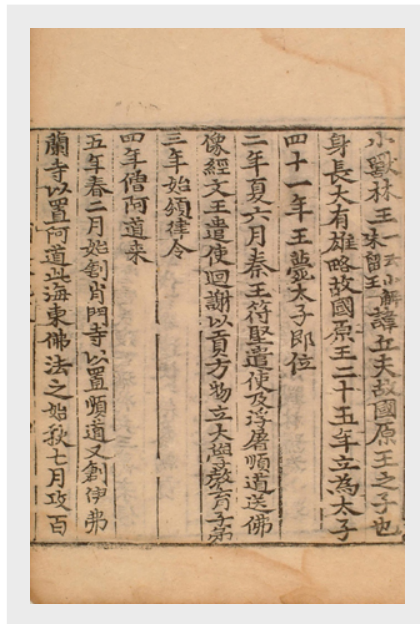 小獸林王一云小解朱留王諱丘夫故國原王之子也
身長大有雄略故國原王二十五年立為太子
四十一年王薨太子即位
二年夏六月秦王符堅遣使及浮屠順道送佛
像經文王遣使迴謝以貢方物立大學教育子弟
三年始頒律令
四年僧阿道来
五年春二月始創肖門寺以置順道又創伊弗
蘭寺以置阿道此海東佛法之始秋七月攻百